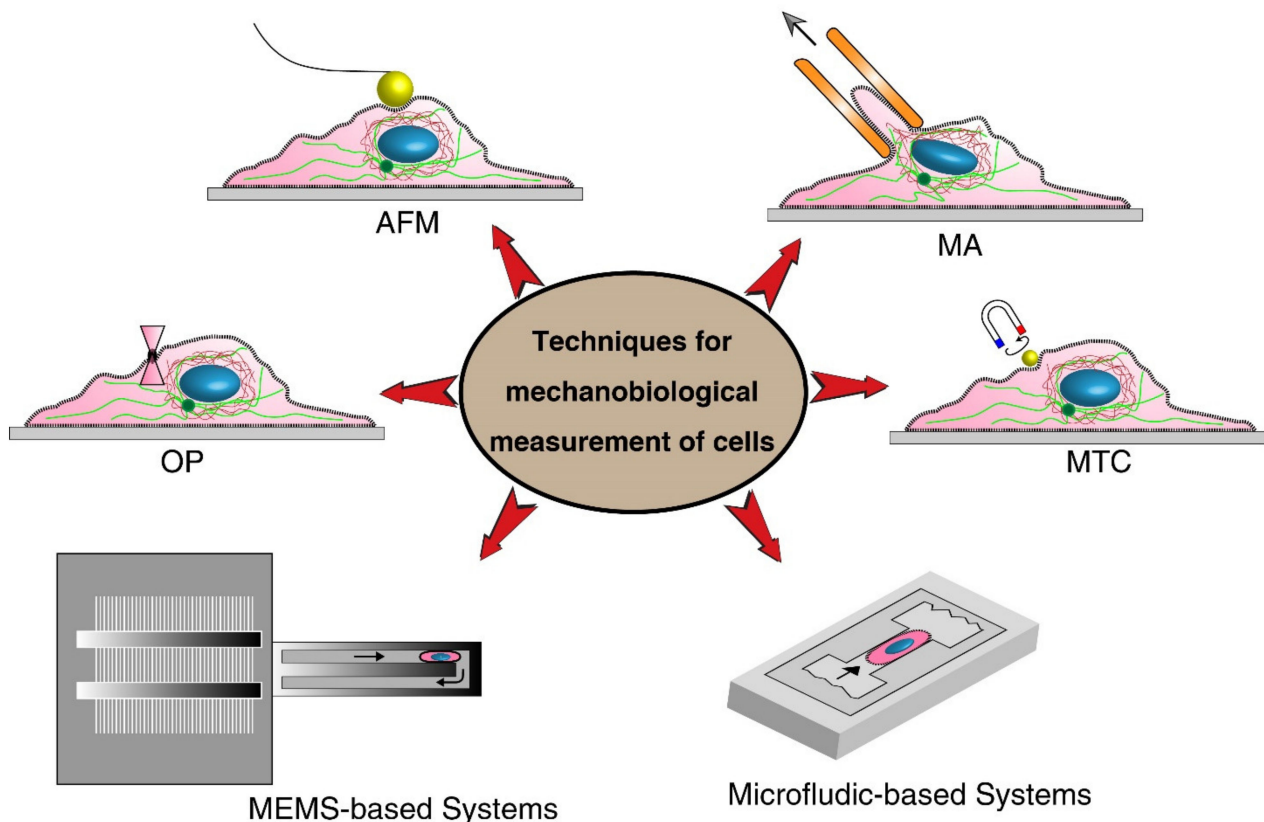 AFM
MA
Techniques for
mechanobiological
measurement of cells
OP
MTC
MEMS-based Systems
Microfludic-based Systems